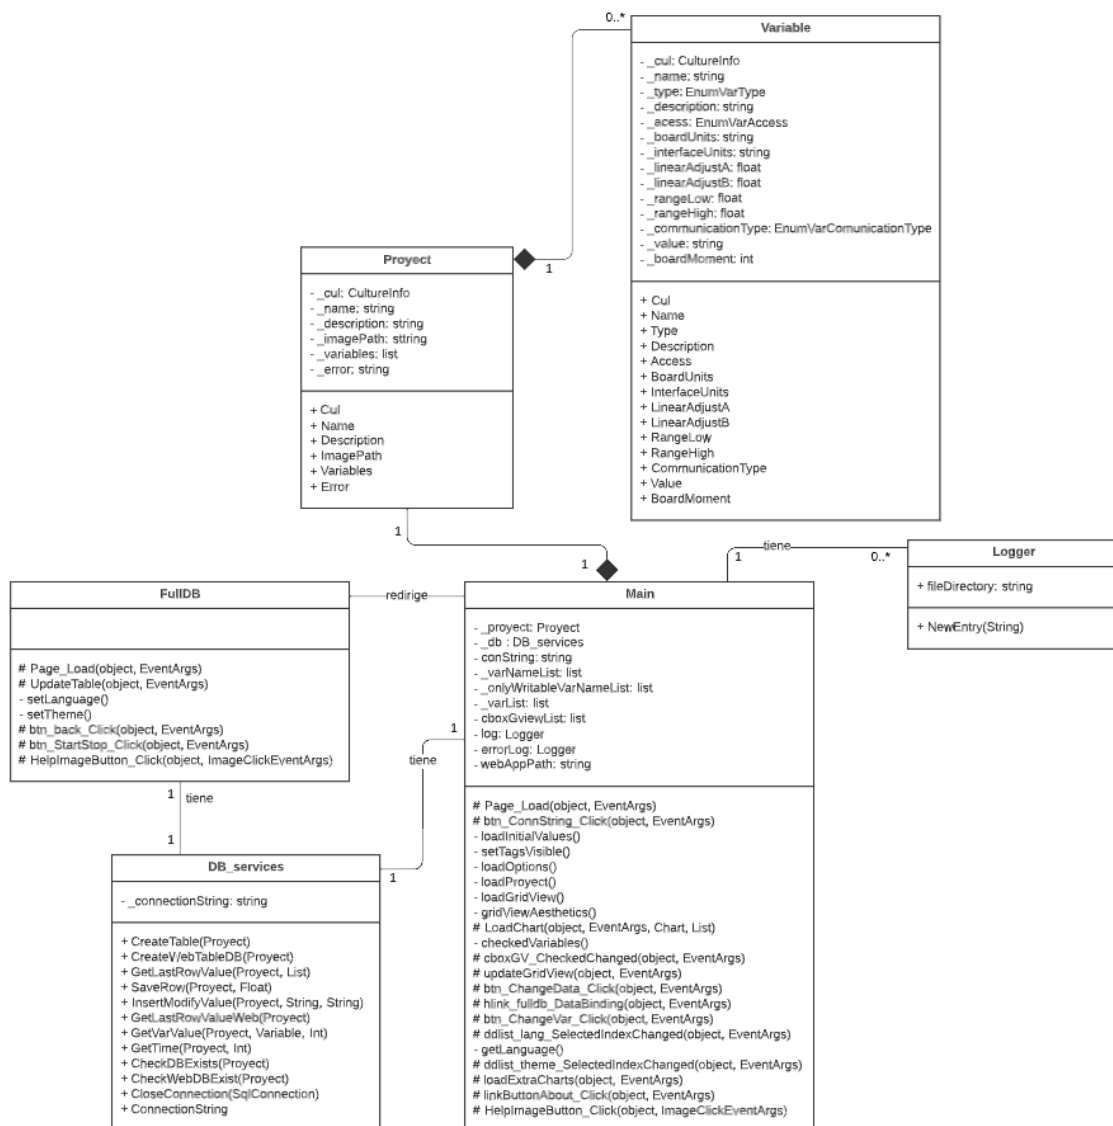 0..*
Variable
- _cul: CultureInfo
- _name: string
- _type: EnumVarType
- _description: string
- _acess: EnumVarAccess
- _boardUnits: string
- _interfaceUnits: string
- _linearAdjustA: float
- _linearAdjustB: float
- _rangeLow: float
- _rangeHigh: float
- _communicationType: EnumVarComunicationType
- _value: string
- _boardMoment: int
+ Cul
+ Name
+ Type
+ Description
+ Access
+ BoardUnits
+ InterfaceUnits
+ LinearAdjustA
+ LinearAdjustB
+ RangeLow
+ RangeHigh
+ CommunicationType
+ Value
+ BoardMoment
1
Proyect
- _cul: CultureInfo
- _name: string
- _description: string
- _imagePath: sttring
- _variables: list
- _error: string
+ Cul
+ Name
+ Description
+ ImagePath
+ Variables
+ Error
1
1
1
tiene
0..*
Logger
+ fileDirectory: string
+ NewEntry(String)
FullDB
# Page_Load(object, EventArgs)
# UpdateTable(object, EventArgs)
- setLanguage()
- setTheme()
# btn_back_Click(object, EventArgs)
# btn_StartStop_Click(object, EventArgs)
# HelpImageButton_Click(object, ImageClickEventArgs)
redirige
Main
- _proyect: Proyect
- _db : DB_services
- conString: string
- _varNameList: list
- _onlyWritableVarNameList: list
- _varList: list
- cboxGviewList: list
- log: Logger
- errorLog: Logger
- webAppPath: string
# Page_Load(object, EventArgs)
# btn_ConnString_Click(object, EventArgs)
- loadInitialValues()
- setTagsVisible()
- loadOptions()
- loadProyect()
- loadGridView()
- gridViewAesthetics()
# LoadChart(object, EventArgs, Chart, List)
- checkedVariables()
# cboxGV_CheckedChanged(object, EventArgs)
# updateGridView(object, EventArgs)
# btn_ChangeData_Click(object, EventArgs)
# hlink_fulldb_DataBinding(object, EventArgs)
# btn_ChangeVar_Click(object, EventArgs)
# ddlist_lang_SelectedIndexChanged(object, EventArgs)
- getLanguage()
# ddlist_theme_SelectedIndexChanged(object, EventArgs)
# loadExtraCharts(object, EventArgs)
# linkButtonAbout_Click(object, EventArgs)
# HelpImageButton_Click(object, ImageClickEventArgs)
1
tiene
1
1
tiene
1
DB_services
- _connectionString: string
+ CreateTable(Proyect)
+ CreateWebTableDB(Proyect)
+ GetLastRowValue(Proyect, List)
+ SaveRow(Proyect, Float)
+ InsertModifyValue(Proyect, String, String)
+ GetLastRowValueWeb(Proyect)
+ GetVarValue(Proyect, Variable, Int)
+ GetTime(Proyect, Int)
+ CheckDBExists(Proyect)
+ CheckWebDBExist(Proyect)
+ CloseConnection(SqlConnection)
+ ConnectionString